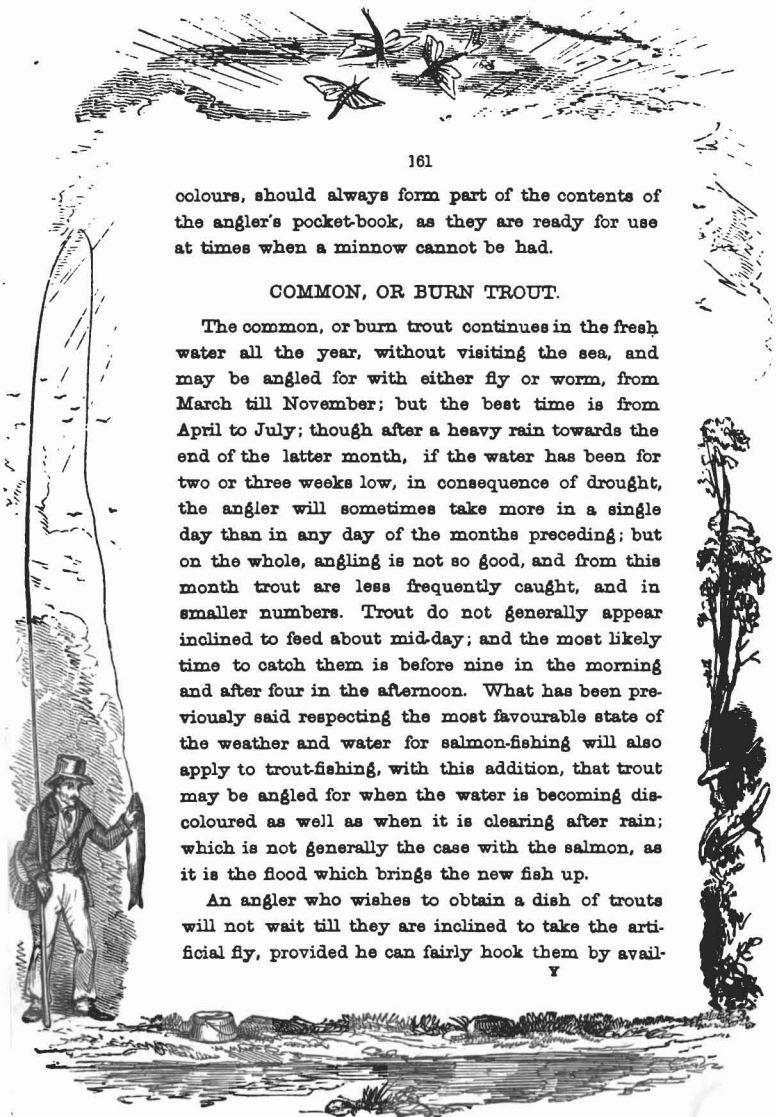 161
colours, should always form part of the contents of
the angler's pocket-book, as they are ready for use
at times when a minnow cannot be had.
COMMON, OR BURN TROUT.
The common, or burn trout continues in the fresh
water all the year, without visiting the sea, and
may be angled for with either fly or worm, from
March till November; but the best time is from
April to July; though after a heavy rain towards the
end of the latter month, if the water has been for
two or three weeks low, in consequence of drought,
the angler will sometimes take more in a single
day than in any day of the months preceding; but
on the whole, angling is not so good, and from this
month trout are less frequently caught, and in
smaller numbers. Trout do not generally appear
inclined to feed about mid-day; and the most likely
time to catch them is before nine in the morning
and after four in the afternoon. What has been pre-
viously said respecting the most favourable state of
the weather and water for salmon-fishing will also
apply to trout-fishing, with this addition, that trout
may be angled for when the water is becoming dis-
coloured as well as when it is clearing after rain;
which is not generally the case with the salmon, as
it is the flood which brings the new fish up.
An angler who wishes to obtain a dish of trouts
will not wait till they are inclined to take the arti-
ficial fly, provided he can fairly hook them by avail-
Y